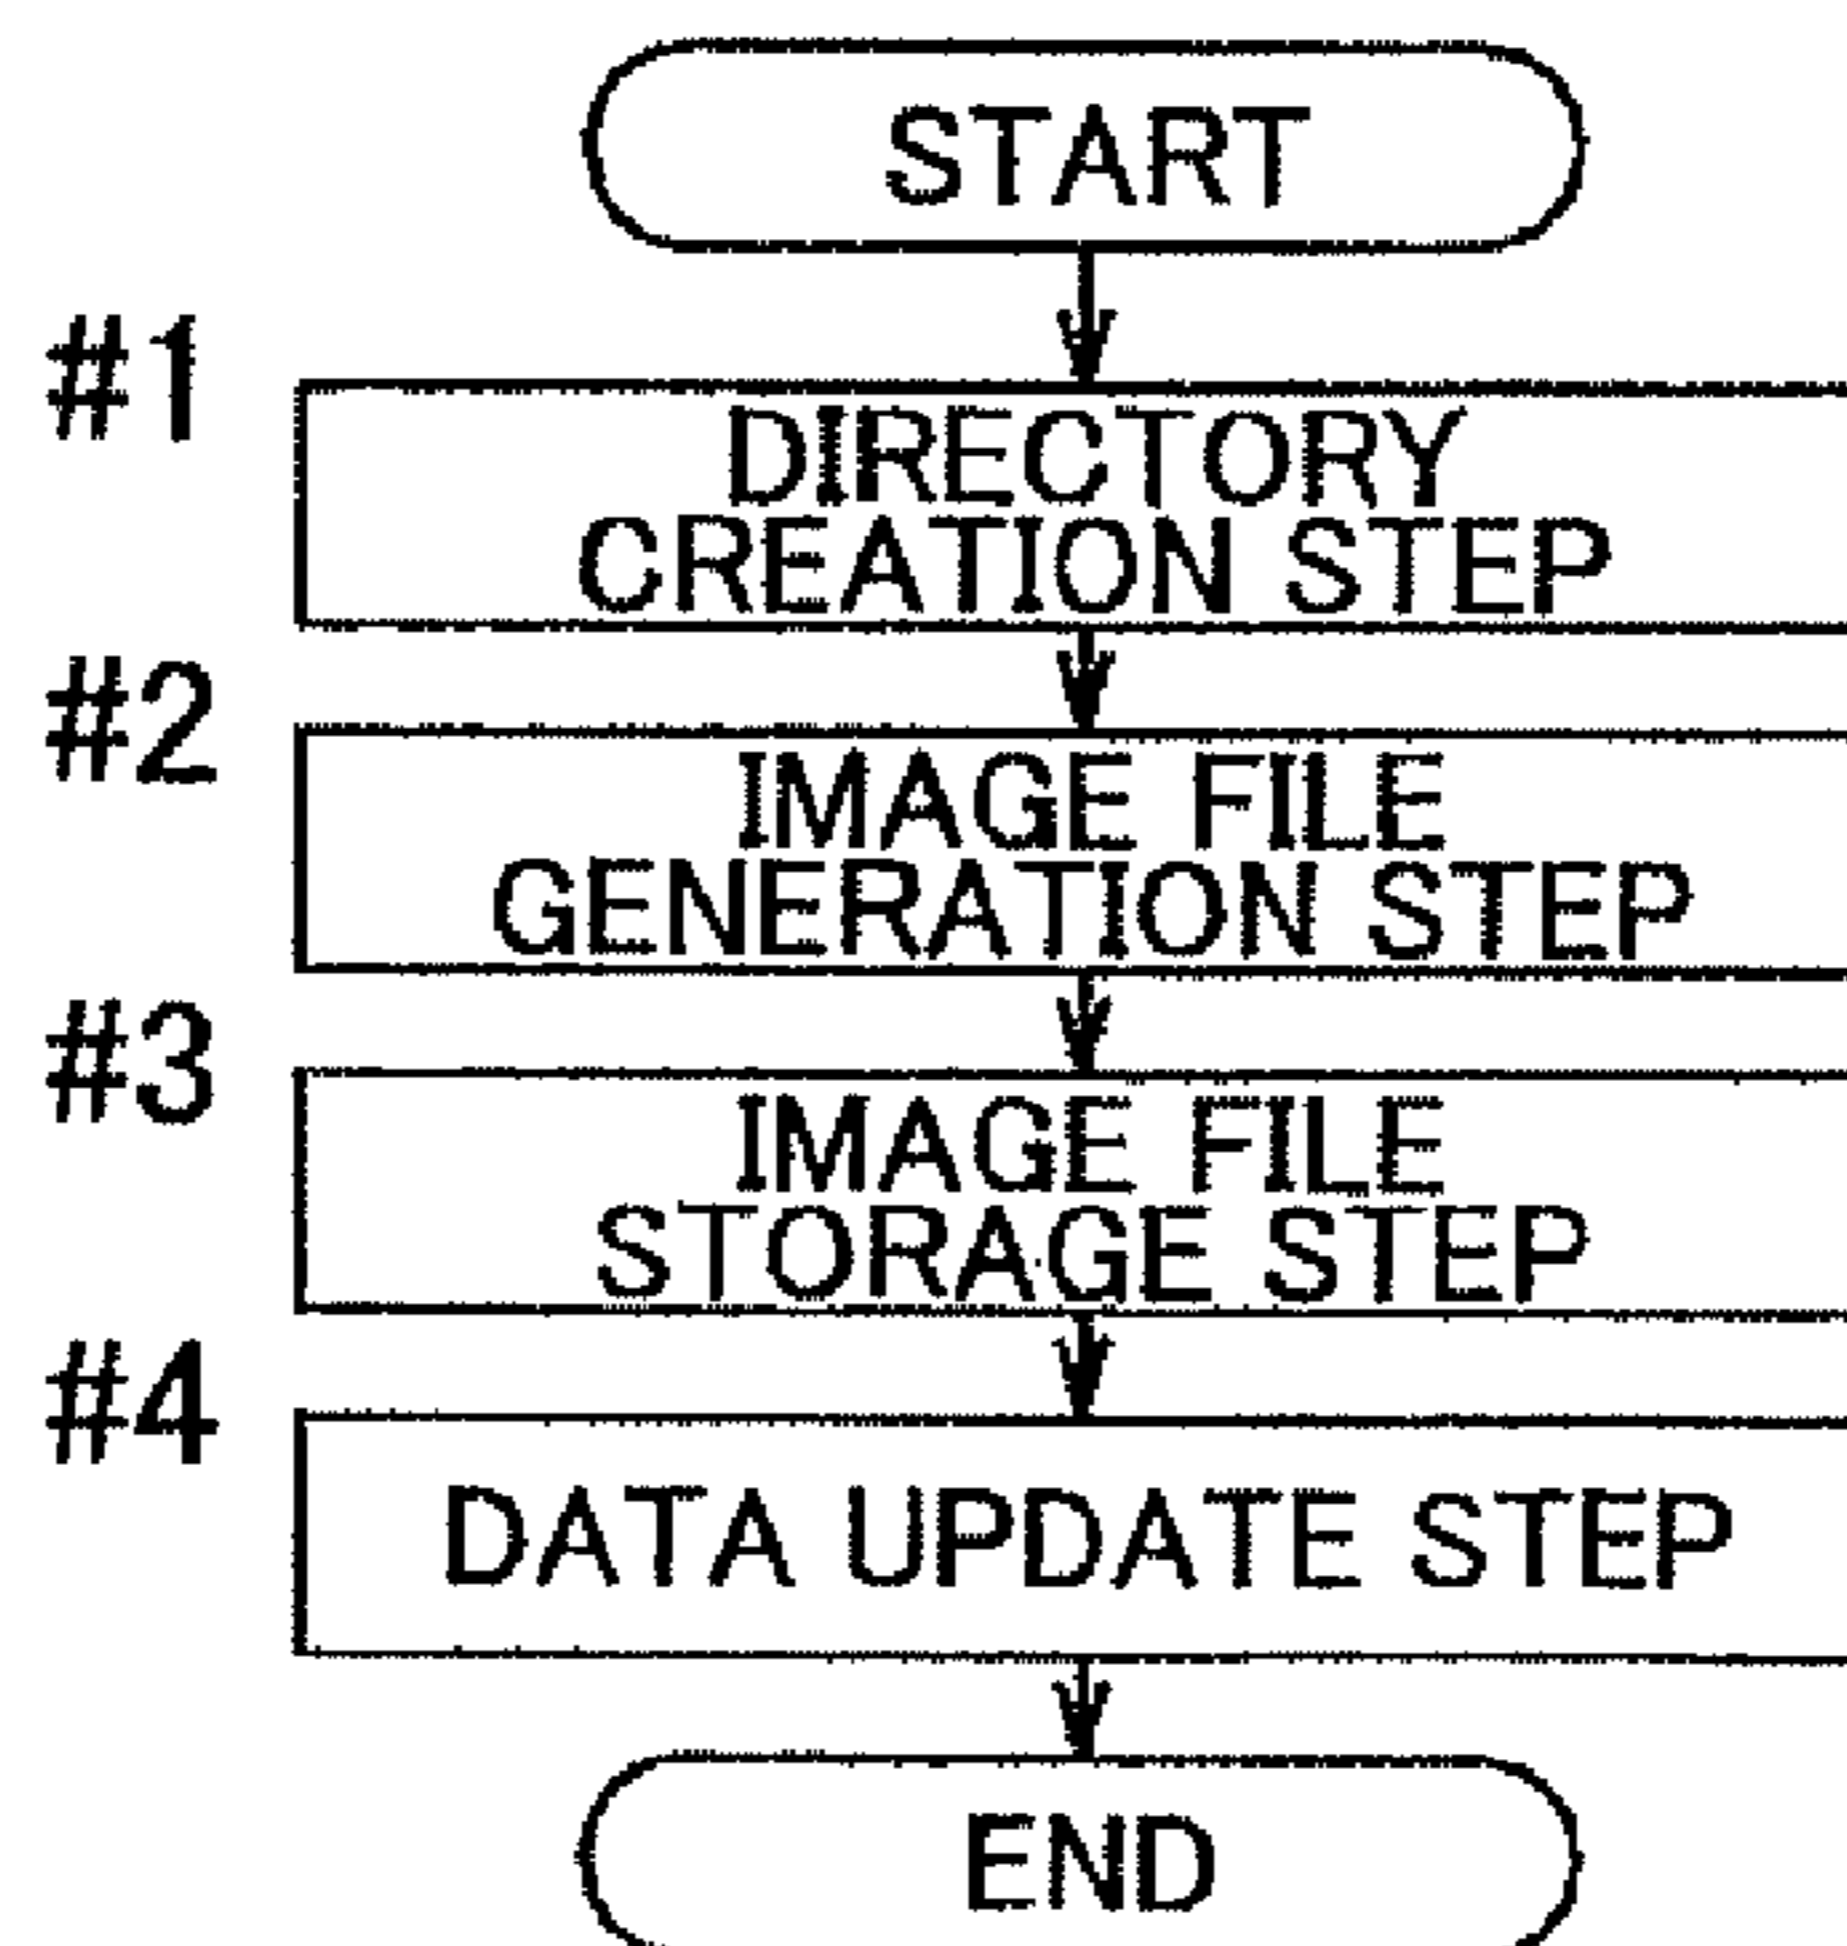 START
#1
DIRECTORY
CREATION STEP
#2
IMAGE FILE
GENERATION STEP
#3
IMAGE FILE
STORAGE STEP
#4
DATA UPDATE STEP
END